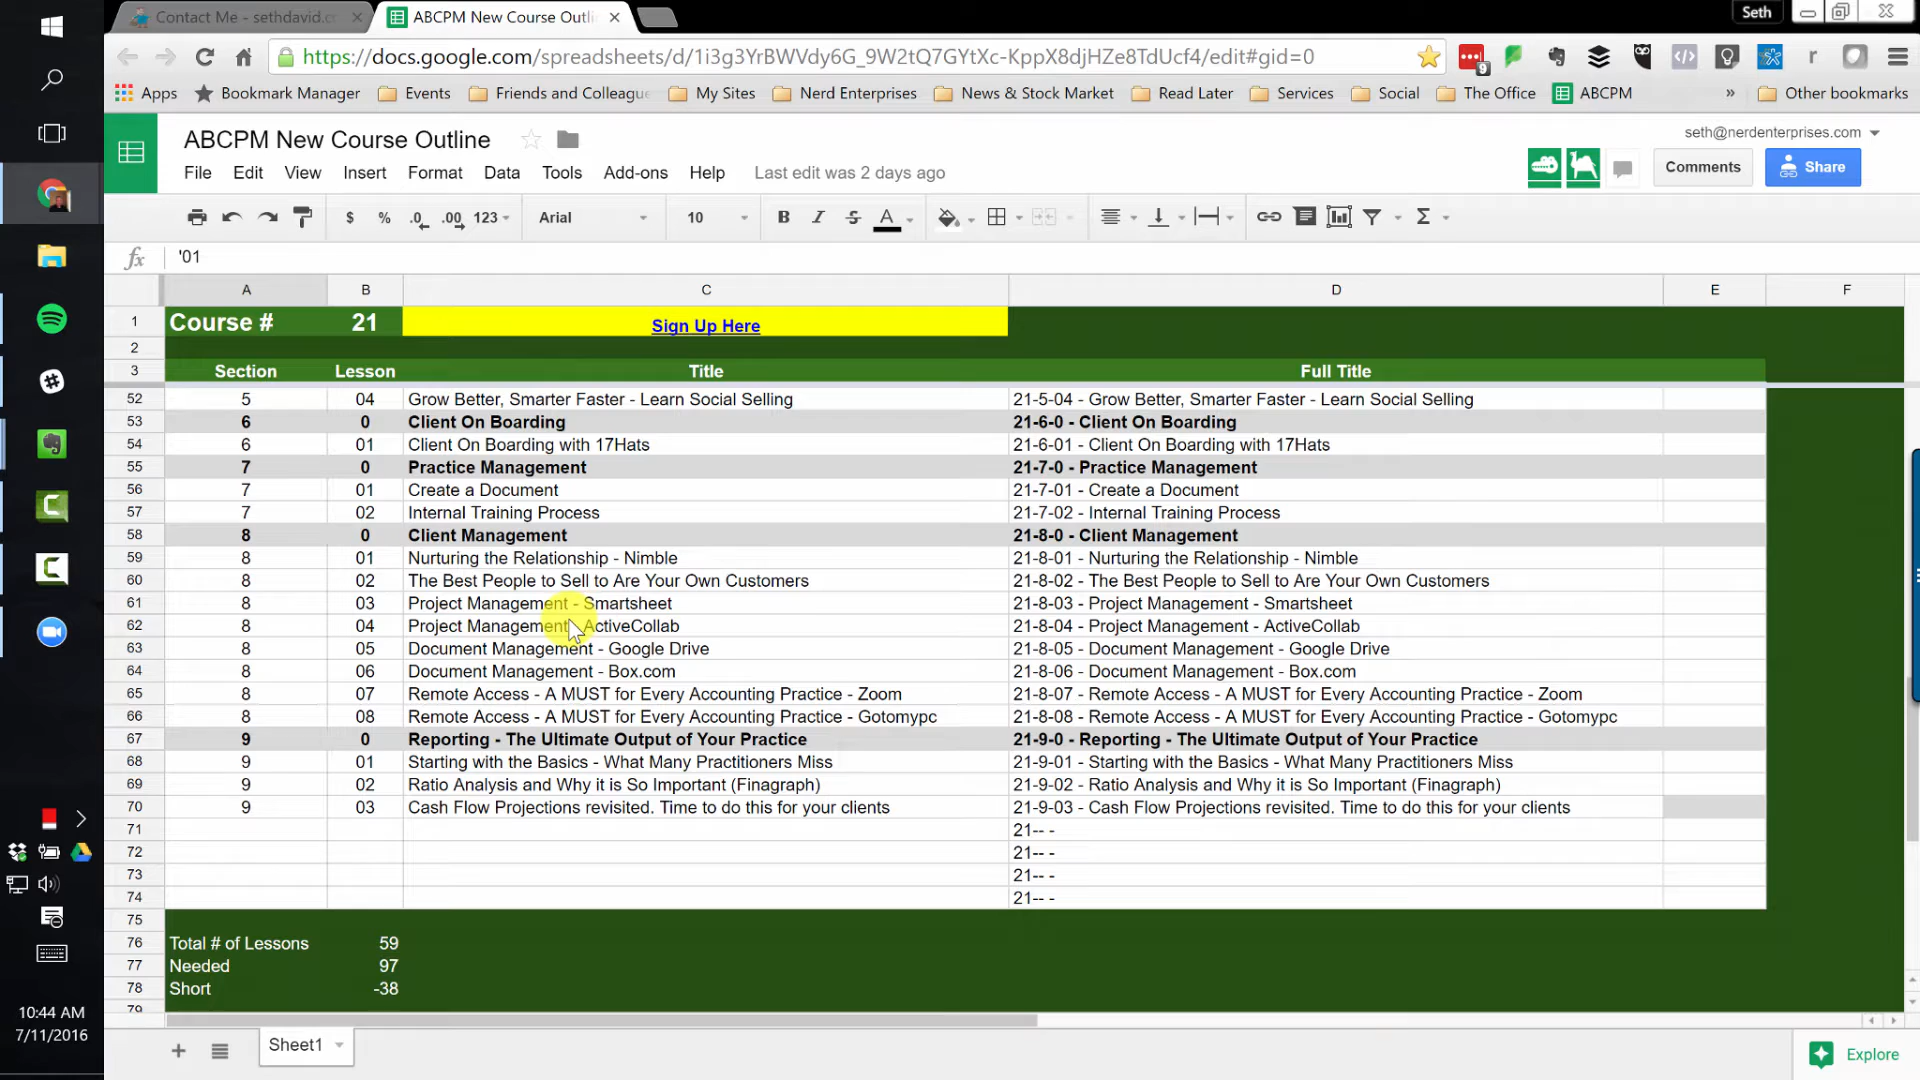 Contact Me - sethdavid.c
ABCPM New Course Outli
Seth
https://docs.google.com/spreadsheets/d/1i3g3YrBWVdy6G_9W2tQ7GYtXc-KppX8djHZe8TdUcf4/edit#gid=0
9
Apps Bookmark Manager Events Friends and Colleagu My Sites Nerd Enterprises News & Stock Market Read Later Services Social The Office ABCPM » Other bookmarks
ABCPM New Course Outline
seth@nerdenterprises.com
File Edit View Insert Format Data Tools Add-ons Help Last edit was 2 days ago
Comments Share
$ % .0 .00 123 Arial 10 B I S A Σ
fx '01
A B C D E F
1 Course # 21 Sign Up Here
2
3 Section Lesson Title Full Title
52 5 04 Grow Better, Smarter Faster - Learn Social Selling 21-5-04 - Grow Better, Smarter Faster - Learn Social Selling
53 6 0 Client On Boarding 21-6-0 - Client On Boarding
54 6 01 Client On Boarding with 17Hats 21-6-01 - Client On Boarding with 17Hats
55 7 0 Practice Management 21-7-0 - Practice Management
56 7 01 Create a Document 21-7-01 - Create a Document
57 7 02 Internal Training Process 21-7-02 - Internal Training Process
58 8 0 Client Management 21-8-0 - Client Management
59 8 01 Nurturing the Relationship - Nimble 21-8-01 - Nurturing the Relationship - Nimble
60 8 02 The Best People to Sell to Are Your Own Customers 21-8-02 - The Best People to Sell to Are Your Own Customers
61 8 03 Project Management - Smartsheet 21-8-03 - Project Management - Smartsheet
62 8 04 Project Management - ActiveCollab 21-8-04 - Project Management - ActiveCollab
63 8 05 Document Management - Google Drive 21-8-05 - Document Management - Google Drive
64 8 06 Document Management - Box.com 21-8-06 - Document Management - Box.com
65 8 07 Remote Access - A MUST for Every Accounting Practice - Zoom 21-8-07 - Remote Access - A MUST for Every Accounting Practice - Zoom
66 8 08 Remote Access - A MUST for Every Accounting Practice - Gotomypc 21-8-08 - Remote Access - A MUST for Every Accounting Practice - Gotomypc
67 9 0 Reporting - The Ultimate Output of Your Practice 21-9-0 - Reporting - The Ultimate Output of Your Practice
68 9 01 Starting with the Basics - What Many Practitioners Miss 21-9-01 - Starting with the Basics - What Many Practitioners Miss
69 9 02 Ratio Analysis and Why it is So Important (Finagraph) 21-9-02 - Ratio Analysis and Why it is So Important (Finagraph)
70 9 03 Cash Flow Projections revisited. Time to do this for your clients 21-9-03 - Cash Flow Projections revisited. Time to do this for your clients
71 21-- -
72 21-- -
73 21-- -
74 21-- -
75
76 Total # of Lessons 59
77 Needed 97
78 Short -38
79
Sheet1
Explore
10:44 AM
7/11/2016